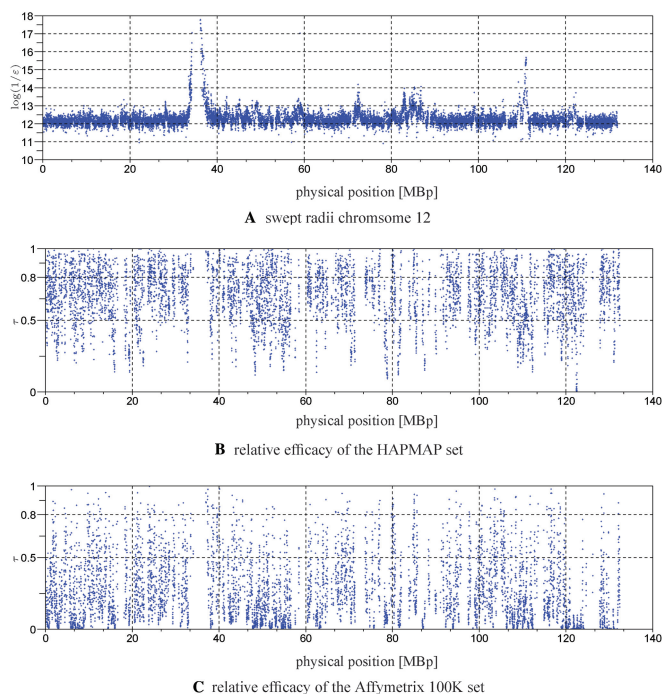 18
17
16
15
14
13
12
11
10
log(1/ε)
0 20 40 60 80 100 120 140
physical position [MBp]
A swept radii chromsome 12
1
0.8
0.5
0
τ
0 20 40 60 80 100 120 140
physical position [MBp]
B relative efficacy of the HAPMAP set
1
0.8
0.5
0
τ
0 20 40 60 80 100 120 140
physical position [MBp]
C relative efficacy of the Affymetrix 100K set